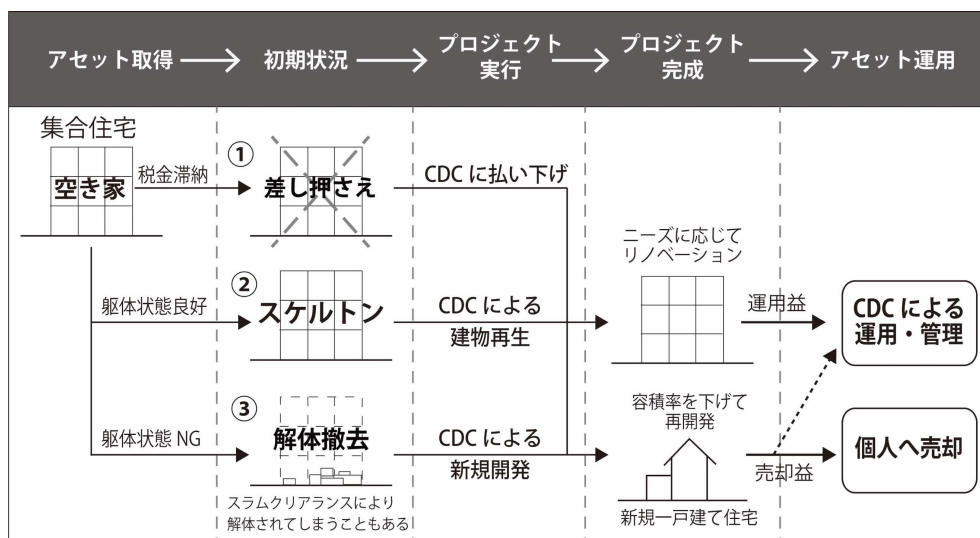 アセット取得
初期状況
プロジェクト
実行
プロジェクト
完成
アセット運用
集合住宅
空き家
税金滞納
①
差し押さえ
CDC に払い下げ
躯体状態良好
②
スケルトン
CDC による
建物再生
ニーズに応じて
リノベーション
運用益
CDC による
運用・管理
躯体状態 NG
③
解体撤去
スラムクリアランスにより
解体されてしまうこともある
CDC による
新規開発
容積率を下げて
再開発
新規一戸建て住宅
売却益
個人へ売却